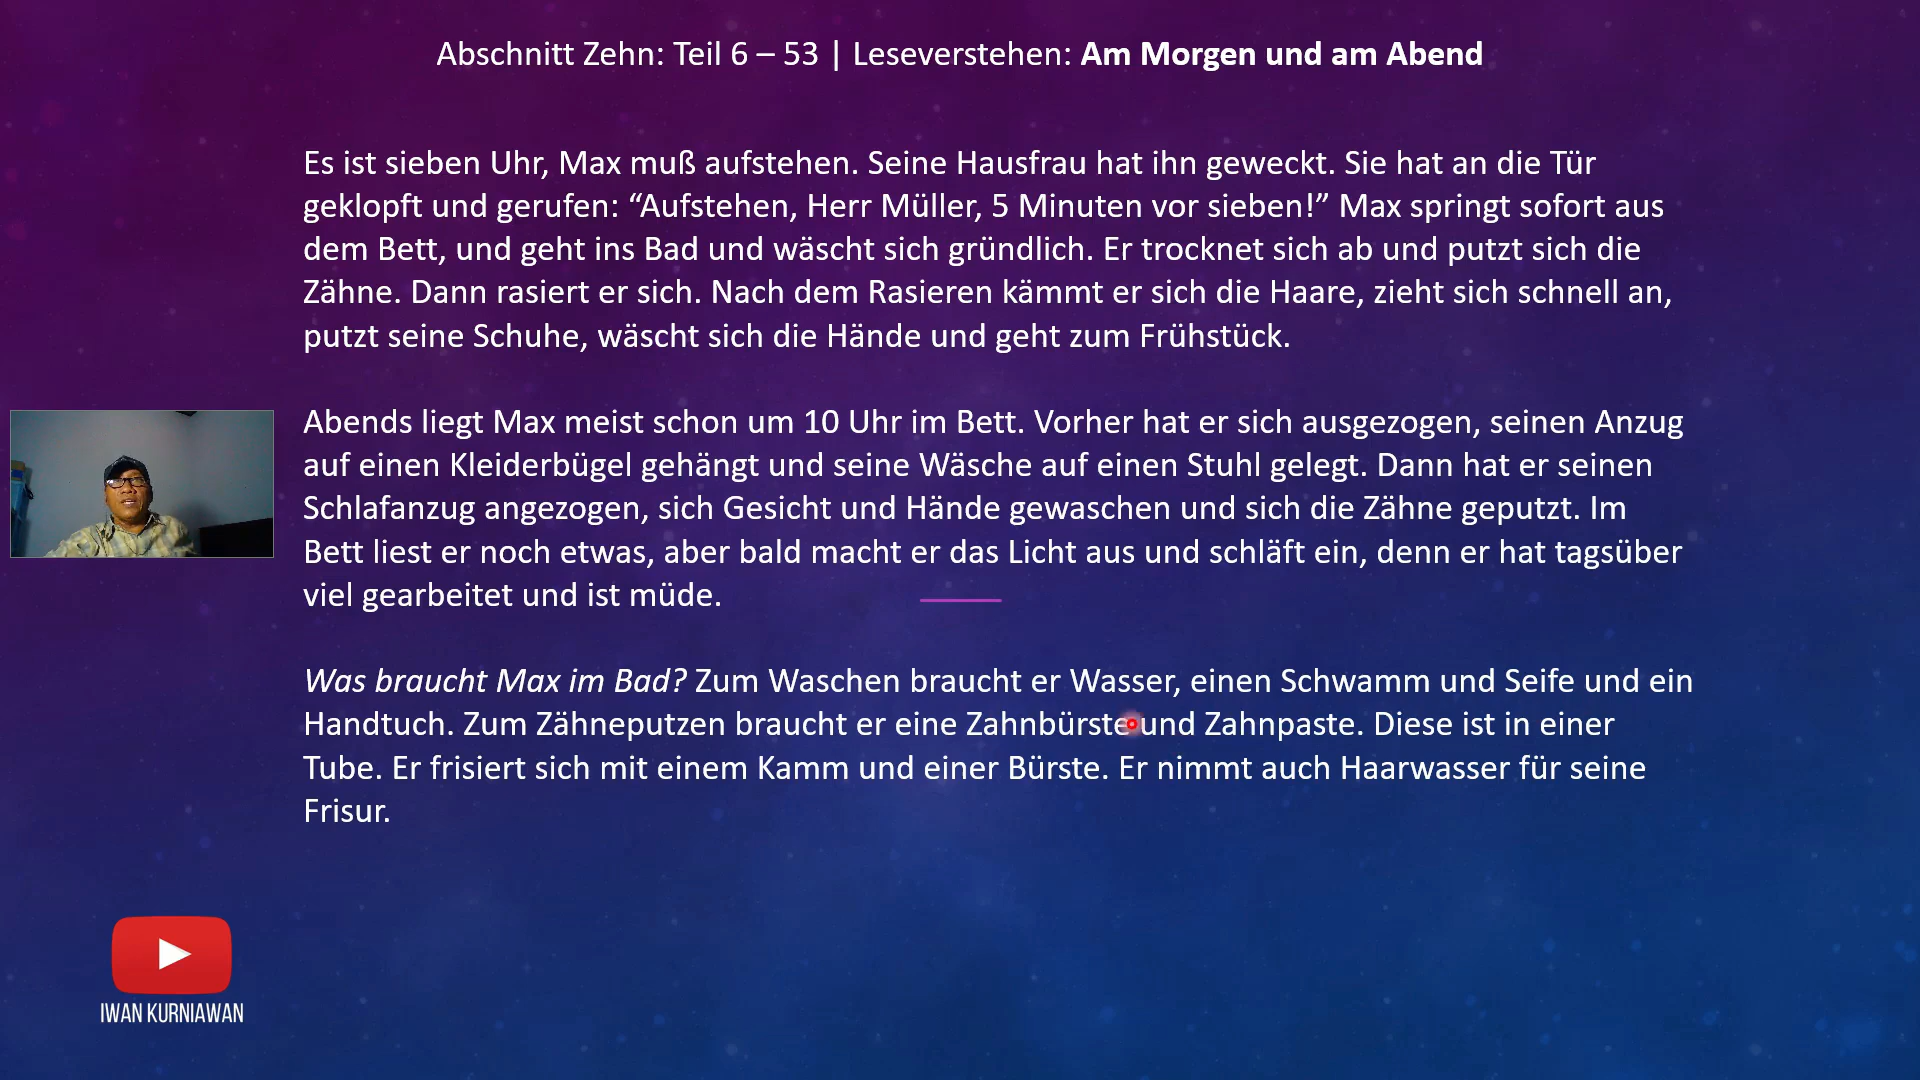 Abschnitt Zehn: Teil 6 – 53 | Leseverstehen: Am Morgen und am Abend
Es ist sieben Uhr, Max muß aufstehen. Seine Hausfrau hat ihn geweckt. Sie hat an die Tür
geklopft und gerufen: “Aufstehen, Herr Müller, 5 Minuten vor sieben!” Max springt sofort aus
dem Bett, und geht ins Bad und wäscht sich gründlich. Er trocknet sich ab und putzt sich die
Zähne. Dann rasiert er sich. Nach dem Rasieren kämmt er sich die Haare, zieht sich schnell an,
putzt seine Schuhe, wäscht sich die Hände und geht zum Frühstück.
Abends liegt Max meist schon um 10 Uhr im Bett. Vorher hat er sich ausgezogen, seinen Anzug
auf einen Kleiderbügel gehängt und seine Wäsche auf einen Stuhl gelegt. Dann hat er seinen
Schlafanzug angezogen, sich Gesicht und Hände gewaschen und sich die Zähne geputzt. Im
Bett liest er noch etwas, aber bald macht er das Licht aus und schläft ein, denn er hat tagsüber
viel gearbeitet und ist müde.
Was braucht Max im Bad? Zum Waschen braucht er Wasser, einen Schwamm und Seife und ein
Handtuch. Zum Zähneputzen braucht er eine Zahnbürste und Zahnpaste. Diese ist in einer
Tube. Er frisiert sich mit einem Kamm und einer Bürste. Er nimmt auch Haarwasser für seine
Frisur.
IWAN KURNIAWAN